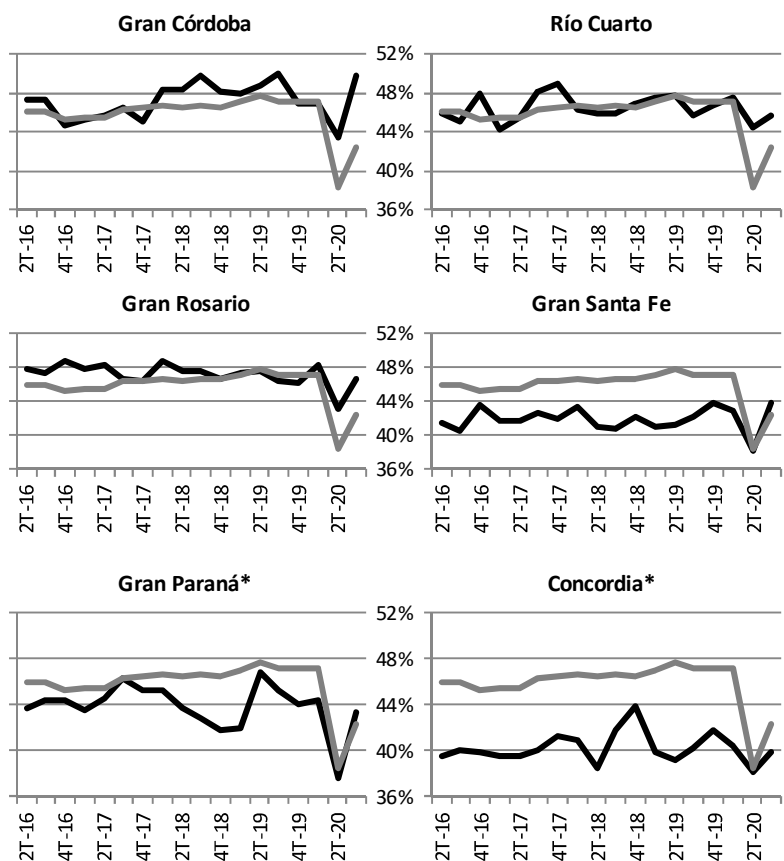 Gran Córdoba
Río Cuarto
52%
48%
44%
40%
36%
2T-16
4T-16
2T-17
4T-17
2T-18
4T-18
2T-19
4T-19
2T-20
2T-16
4T-16
2T-17
4T-17
2T-18
4T-18
2T-19
4T-19
2T-20
Gran Rosario
Gran Santa Fe
52%
48%
44%
40%
36%
2T-16
4T-16
2T-17
4T-17
2T-18
4T-18
2T-19
4T-19
2T-20
2T-16
4T-16
2T-17
4T-17
2T-18
4T-18
2T-19
4T-19
2T-20
Gran Paraná*
Concordia*
52%
48%
44%
40%
36%
2T-16
4T-16
2T-17
4T-17
2T-18
4T-18
2T-19
4T-19
2T-20
2T-16
4T-16
2T-17
4T-17
2T-18
4T-18
2T-19
4T-19
2T-20